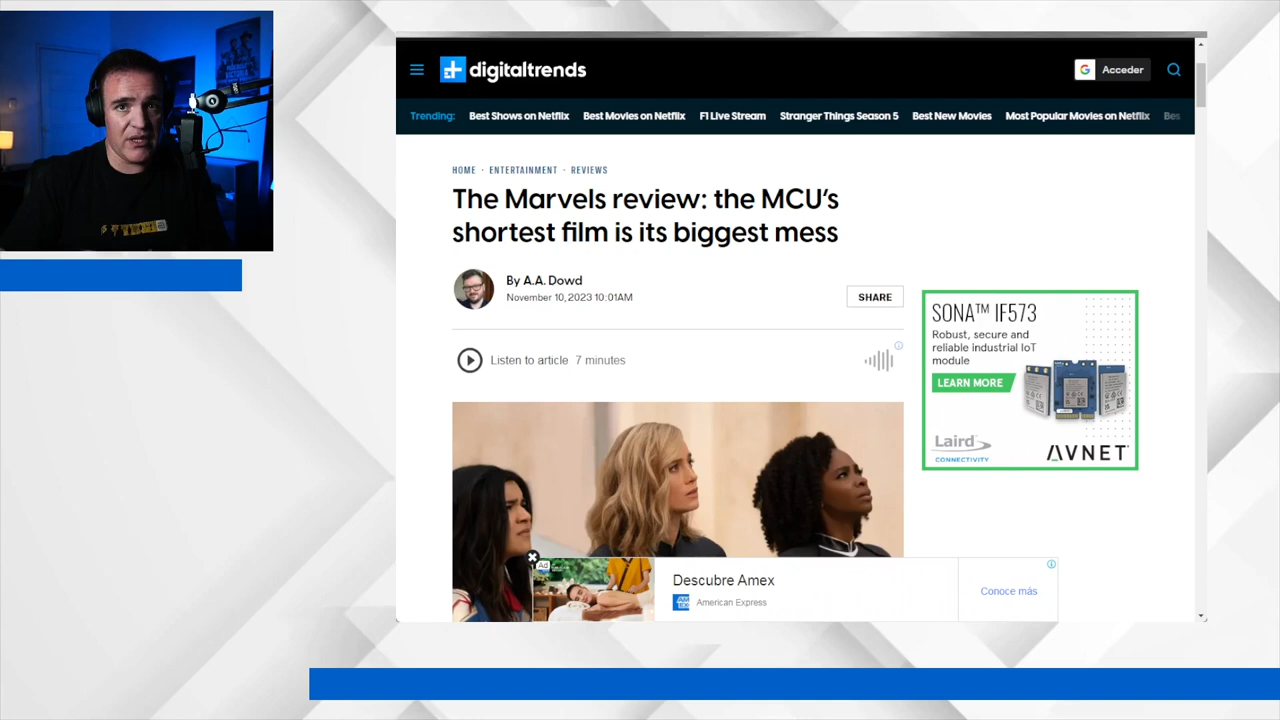 digitaltrends
Acceder
Trending: Best Shows on Netflix Best Movies on Netflix F1 Live Stream Stranger Things Season 5 Best New Movies Most Popular Movies on Netflix Bes
HOME · ENTERTAINMENT · REVIEWS
The Marvels review: the MCU’s
shortest film is its biggest mess
By A.A. Dowd
November 10, 2023 10:01AM
SHARE
Listen to article 7 minutes
SONA™ IF573
Robust, secure and
reliable industrial IoT
module
LEARN MORE
Laird
CONNECTIVITY
AVNET
Ad
Descubre Amex
American Express
Conoce más